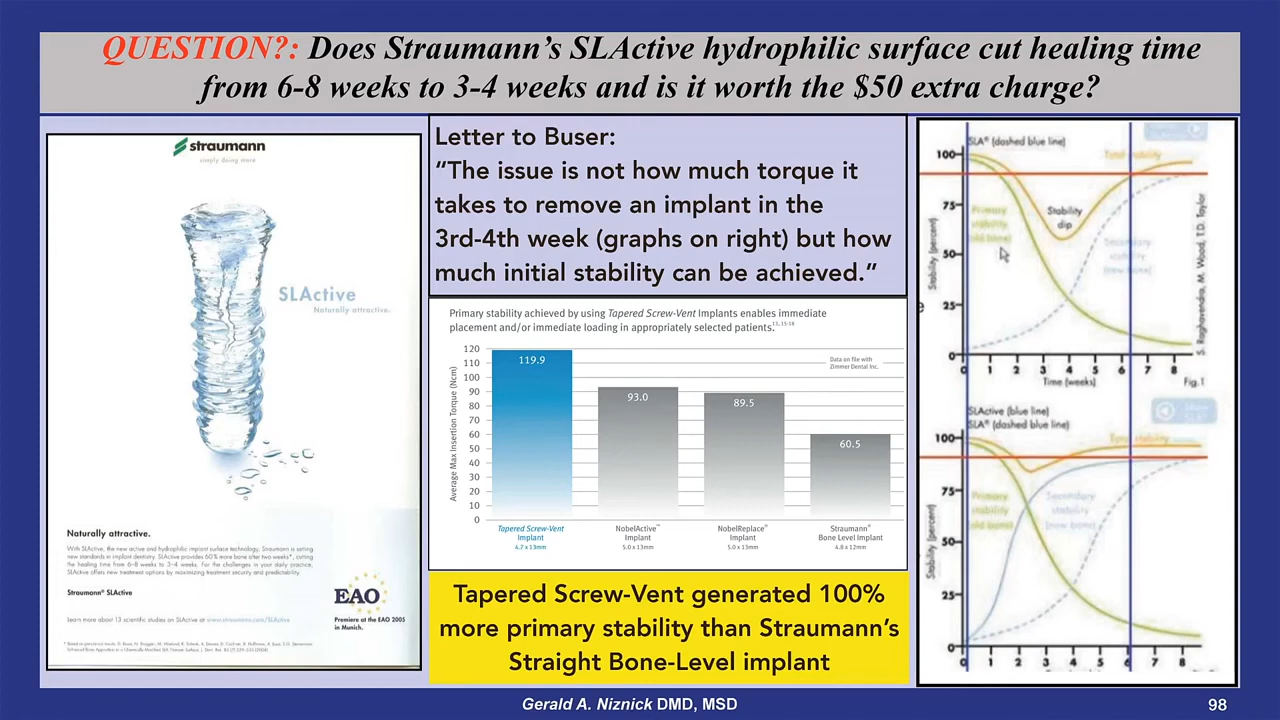 QUESTION?: Does Straumann’s SLActive hydrophilic surface cut healing time
from 6-8 weeks to 3-4 weeks and is it worth the $50 extra charge?
straumann
simply doing more
SLActive
Naturally attractive.
Naturally attractive.
With SLActive, the new active and hydrophilic implant surface technology, Straumann is setting
new standards in implant dentistry. SLActive provides 60% more bone after two weeks*, cutting
the healing time from 6–8 weeks to 3–4 weeks. For the challenges in your daily practice,
SLActive offers new treatment options by maximizing treatment security and predictability.
Straumann® SLActive
Learn more about 13 scientific studies on SLActive at www.straumann.com/SLActive
EAO
Premiere at the EAO 2005
in Munich.
Letter to Buser:
“The issue is not how much torque it
takes to remove an implant in the
3rd-4th week (graphs on right) but how
much initial stability can be achieved.”
Primary stability achieved by using Tapered Screw-Vent Implants enables immediate
placement and/or immediate loading in appropriately selected patients.
Average Max Insertion Torque (Ncm)
120
110
100
90
80
70
60
50
40
30
20
10
0
119.9
93.0
89.5
60.5
Data on file with
Zimmer Dental Inc.
Tapered Screw-Vent
Implant
4.7 x 13mm
NobelActive™
Implant
5.0 x 13mm
NobelReplace®
Implant
5.0 x 13mm
Straumann®
Bone Level Implant
4.8 x 12mm
Tapered Screw-Vent generated 100%
more primary stability than Straumann’s
Straight Bone-Level implant
SLA® (dashed blue line)
Total stability
100
75
50
25
0
Stability (percent)
Primary
stability
(old bone)
Stability
dip
Secondary
stability
(new bone)
S. Raghavendra, M. Wood, T.D. Taylor
0 1 2 3 4 5 6 7 8
Time (weeks)
Fig.1
SLActive (blue line)
SLA® (dashed blue line)
Total stability
100
75
50
25
0
Stability (percent)
Primary
stability
(old bone)
Secondary
stability
(new bone)
0 1 2 3 4 5 6 7 8
Gerald A. Niznick DMD, MSD
98